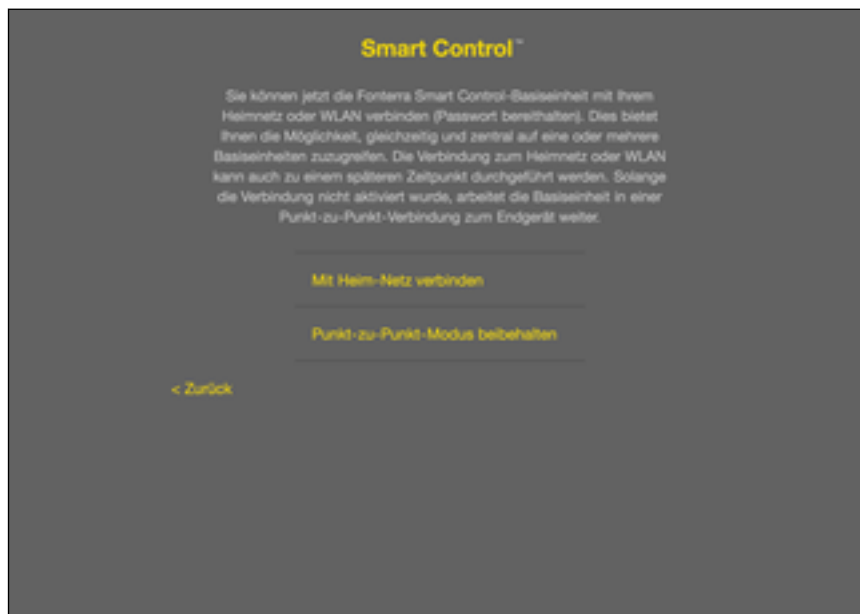 Smart Control™
Sie können jetzt die Fonterra Smart Control-Basiseinheit mit Ihrem
Heimnetz oder WLAN verbinden (Passwort bereithalten). Dies bietet
Ihnen die Möglichkeit, gleichzeitig und zentral auf eine oder mehrere
Basiseinheiten zuzugreifen. Die Verbindung zum Heimnetz oder WLAN
kann auch zu einem späteren Zeitpunkt durchgeführt werden. Solange
die Verbindung nicht aktiviert wurde, arbeitet die Basiseinheit in einer
Punkt-zu-Punkt-Verbindung zum Endgerät weiter.
Mit Heim-Netz verbinden
Punkt-zu-Punkt-Modus beibehalten
< Zurück